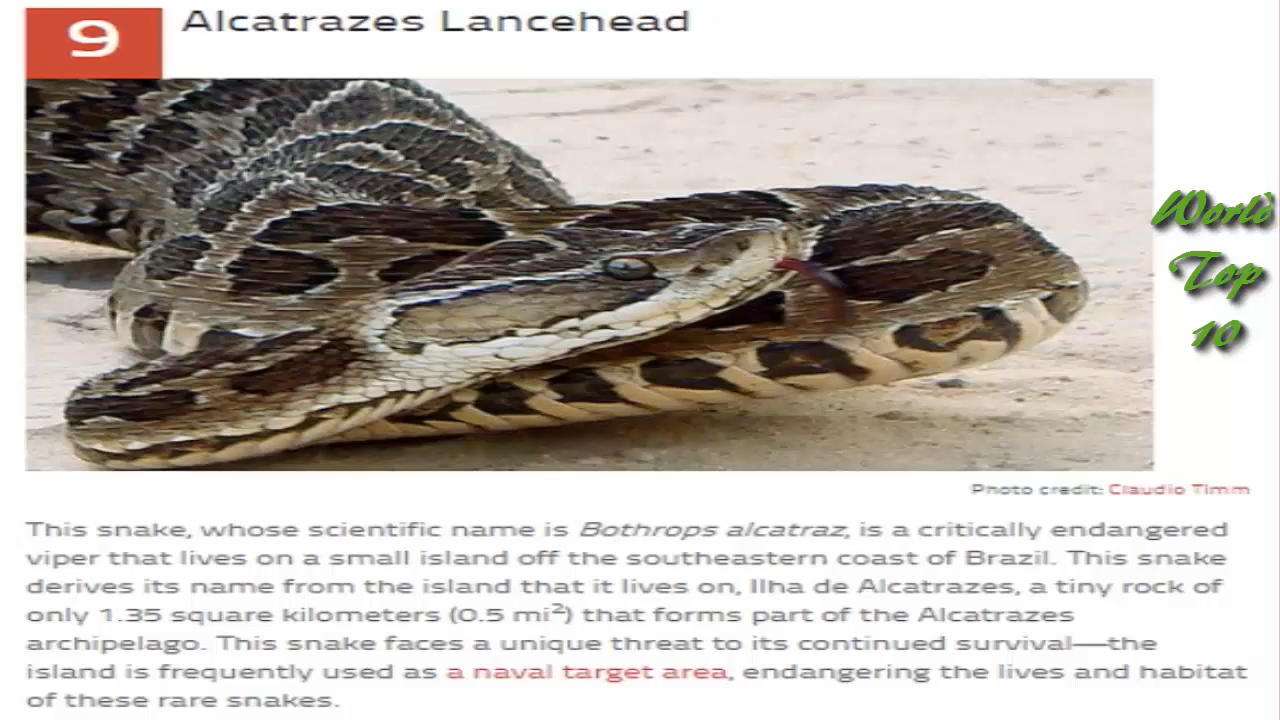 9
Alcatrazes Lancehead
World
Top
10
Photo credit: Claudio Timm
This snake, whose scientific name is Bothrops alcatraz, is a critically endangered
viper that lives on a small island off the southeastern coast of Brazil. This snake
derives its name from the island that it lives on, Ilha de Alcatrazes, a tiny rock of
only 1.35 square kilometers (0.5 mi²) that forms part of the Alcatrazes
archipelago. This snake faces a unique threat to its continued survival—the
island is frequently used as a naval target area, endangering the lives and habitat
of these rare snakes.